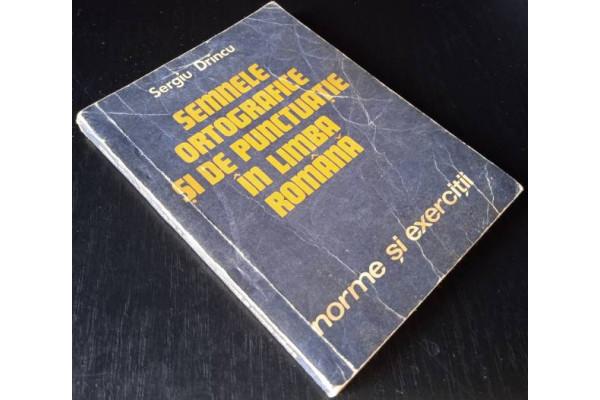 Sergiu Drincu
SEMNELE
ORTOGRAFICE
ȘI DE PUNCTUAȚIE
ÎN LIMBA
ROMÂNĂ
norme și exerciții